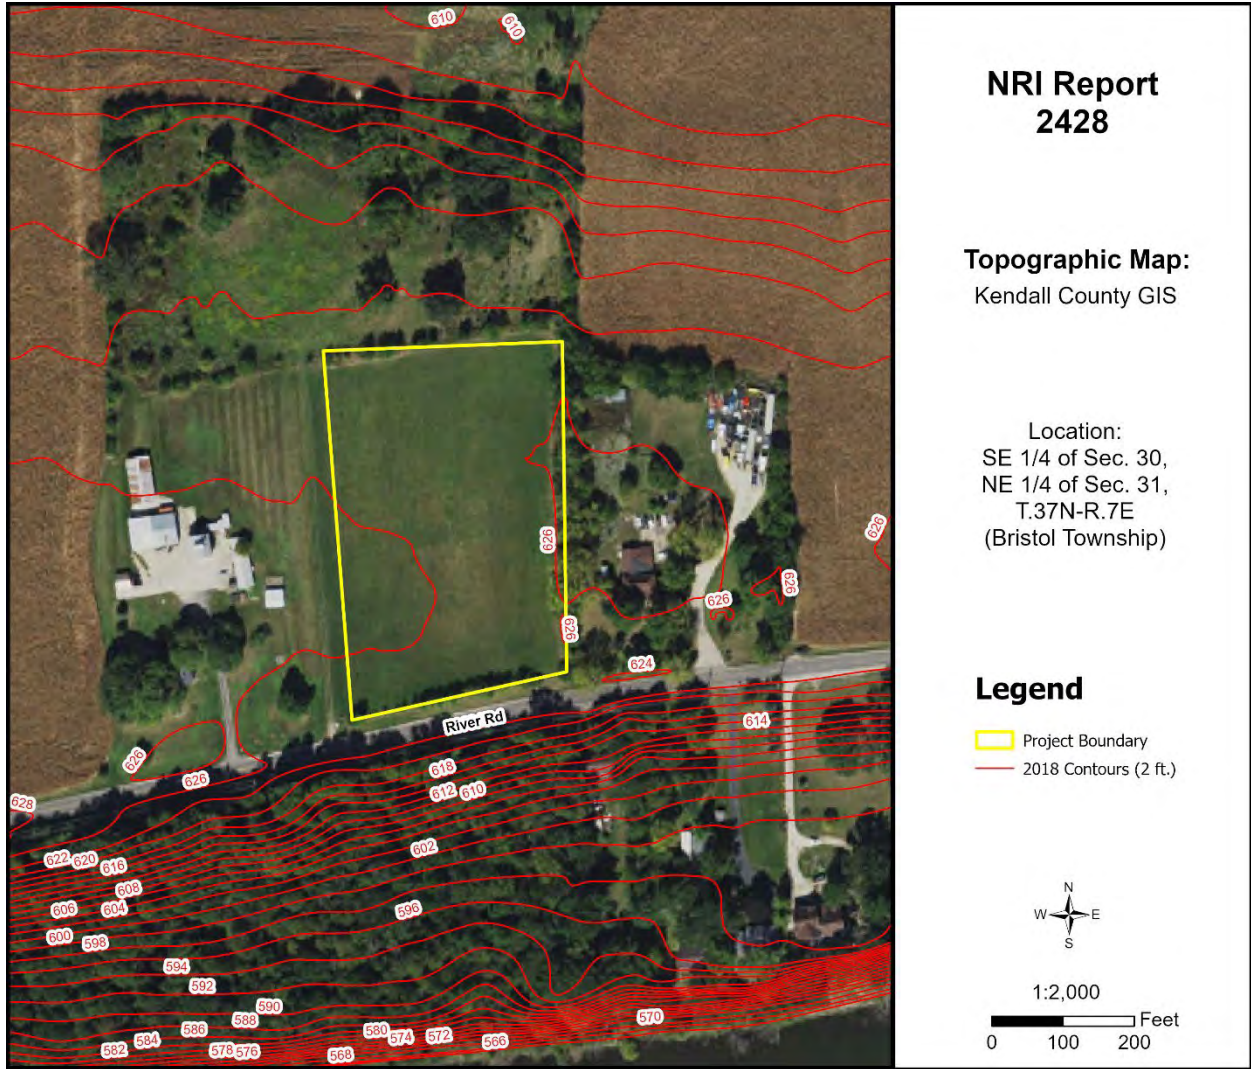 610
610
626
626
626
626
626
626
624
614
River Rd
626
626
628
618
612
610
622
620
616
602
608
606
604
596
600
598
594
592
590
588
586
584
582
580
578
576
574
572
570
568
566
NRI Report
2428
Topographic Map:
Kendall County GIS
Location:
SE 1/4 of Sec. 30,
NE 1/4 of Sec. 31,
T.37N-R.7E
(Bristol Township)
Legend
Project Boundary
2018 Contours (2 ft.)
N
W E
S
1:2,000
Feet
0 100 200